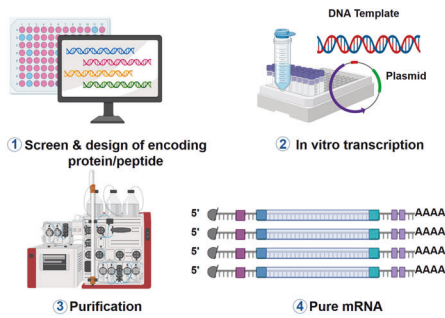 DNA Template
Plasmid
1 Screen & design of encoding
protein/peptide
2 In vitro transcription
3 Purification
5' AAAA
5' AAAA
5' AAAA
5' AAAA
4 Pure mRNA